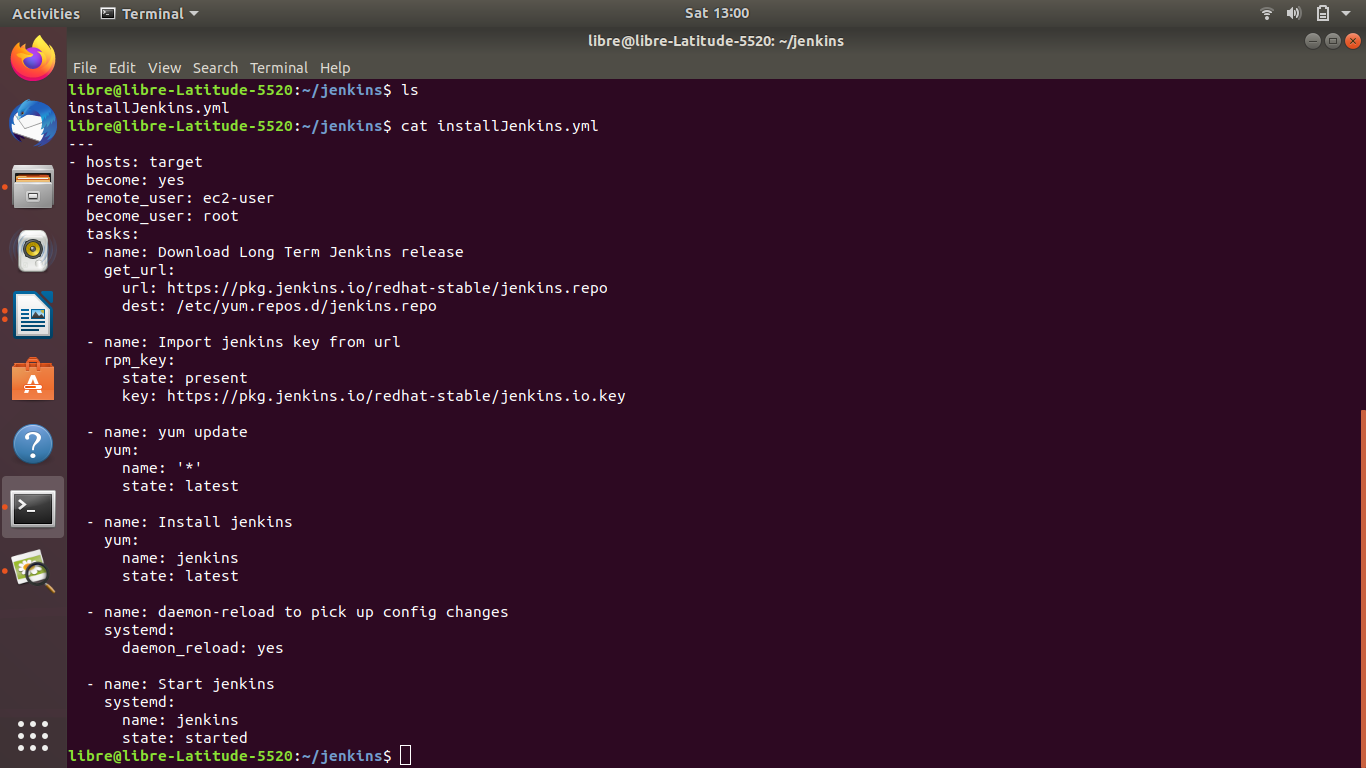 Activities
Terminal
Sat 13:00
libre@libre-Latitude-5520: ~/jenkins
File Edit View Search Terminal Help
libre@libre-Latitude-5520:~/jenkins$ ls
installJenkins.yml
libre@libre-Latitude-5520:~/jenkins$ cat installJenkins.yml
---
- hosts: target
  become: yes
  remote_user: ec2-user
  become_user: root
  tasks:
  - name: Download Long Term Jenkins release
    get_url:
      url: https://pkg.jenkins.io/redhat-stable/jenkins.repo
      dest: /etc/yum.repos.d/jenkins.repo

  - name: Import jenkins key from url
    rpm_key:
      state: present
      key: https://pkg.jenkins.io/redhat-stable/jenkins.io.key

  - name: yum update
    yum:
      name: '*'
      state: latest

  - name: Install jenkins
    yum:
      name: jenkins
      state: latest

  - name: daemon-reload to pick up config changes
    systemd:
      daemon_reload: yes

  - name: Start jenkins
    systemd:
      name: jenkins
      state: started
libre@libre-Latitude-5520:~/jenkins$